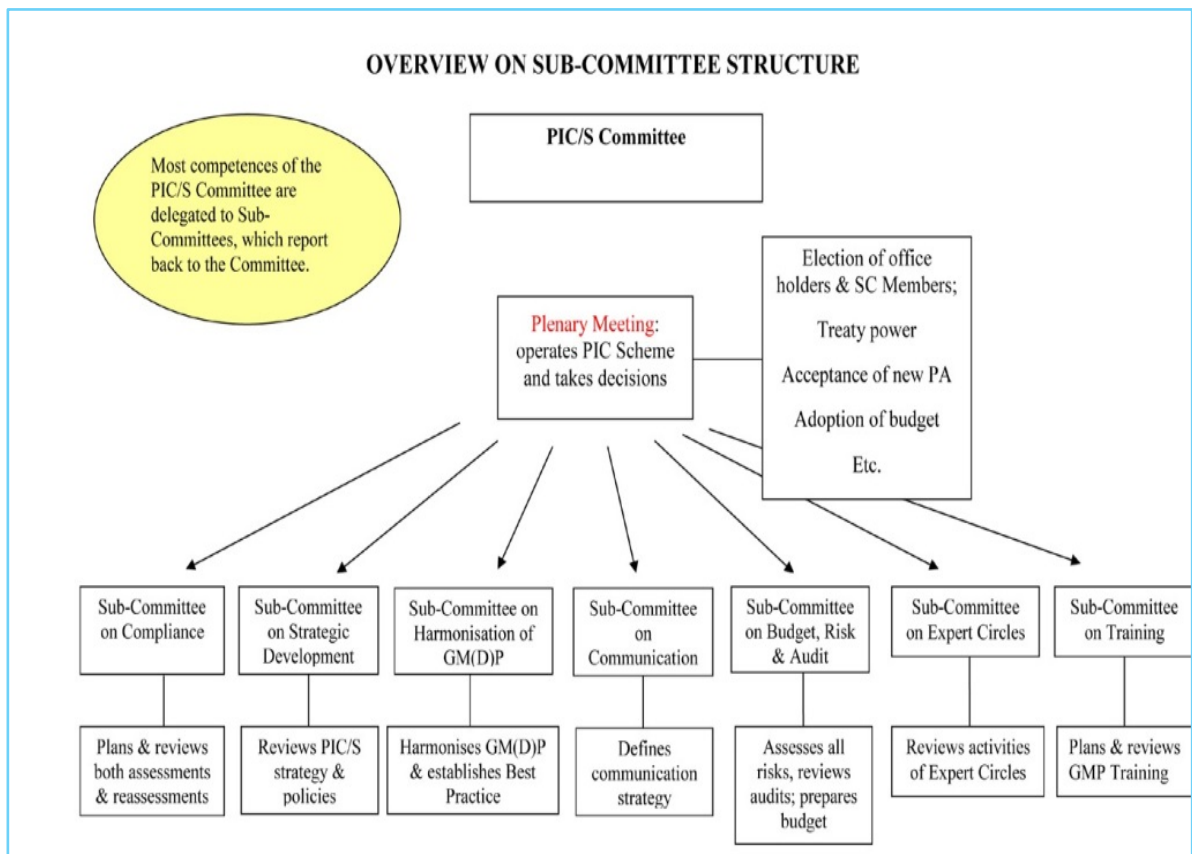 OVERVIEW ON SUB-COMMITTEE STRUCTURE
PIC/S Committee
Most competences of the
PIC/S Committee are
delegated to Sub-
Committees, which report
back to the Committee.
Election of office
holders & SC Members;
Treaty power
Acceptance of new PA
Adoption of budget
Etc.
Plenary Meeting:
operates PIC Scheme
and takes decisions
Sub-Committee
on Compliance
Sub-Committee
on Strategic
Development
Sub-Committee on
Harmonisation of
GM(D)P
Sub-Committee
on
Communication
Sub-Committee
on Budget, Risk
& Audit
Sub-Committee
on Expert Circles
Sub-Committee
on Training
Plans & reviews
both assessments
& reassessments
Reviews PIC/S
strategy &
policies
Harmonises GM(D)P
& establishes Best
Practice
Defines
communication
strategy
Assesses all
risks, reviews
audits; prepares
budget
Reviews activities
of Expert Circles
Plans & reviews
GMP Training